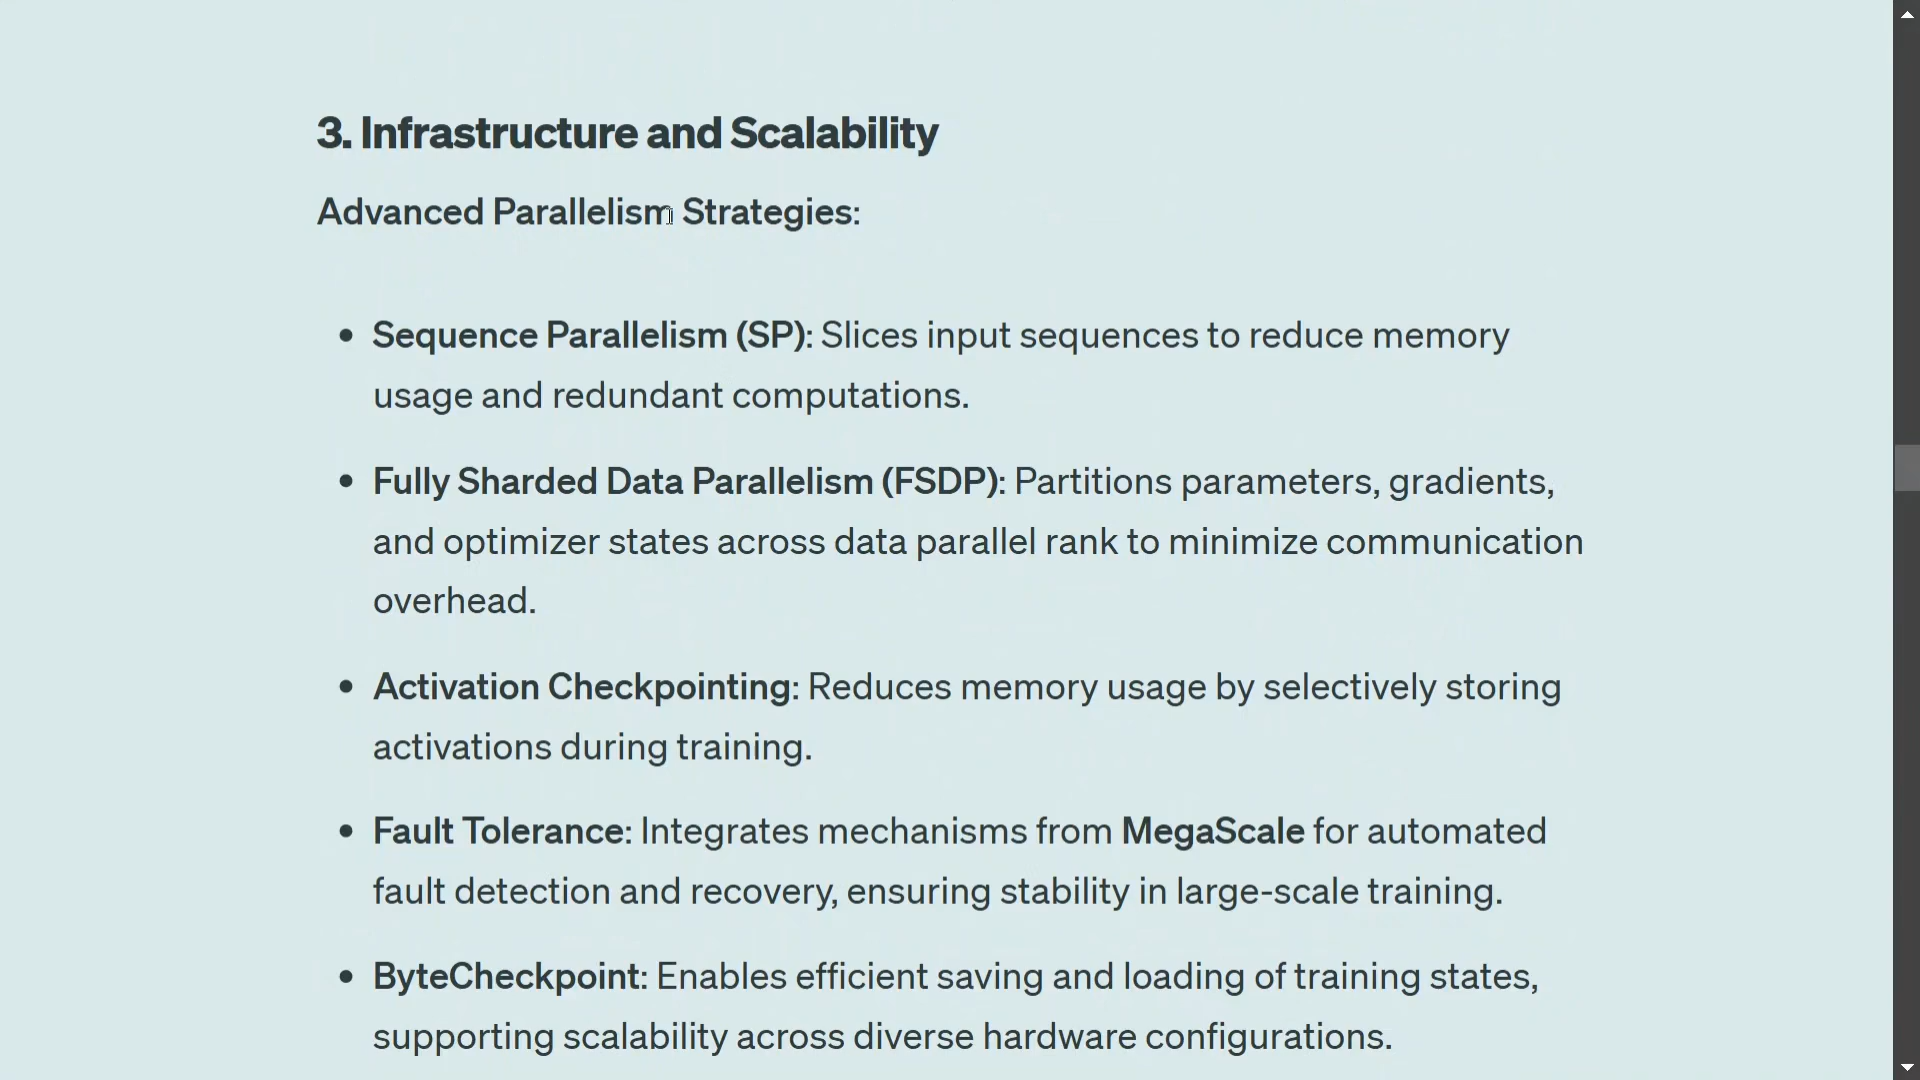 3. Infrastructure and Scalability
Advanced Parallelism Strategies:
• Sequence Parallelism (SP): Slices input sequences to reduce memory
usage and redundant computations.
• Fully Sharded Data Parallelism (FSDP): Partitions parameters, gradients,
and optimizer states across data parallel rank to minimize communication
overhead.
• Activation Checkpointing: Reduces memory usage by selectively storing
activations during training.
• Fault Tolerance: Integrates mechanisms from MegaScale for automated
fault detection and recovery, ensuring stability in large-scale training.
• ByteCheckpoint: Enables efficient saving and loading of training states,
supporting scalability across diverse hardware configurations.